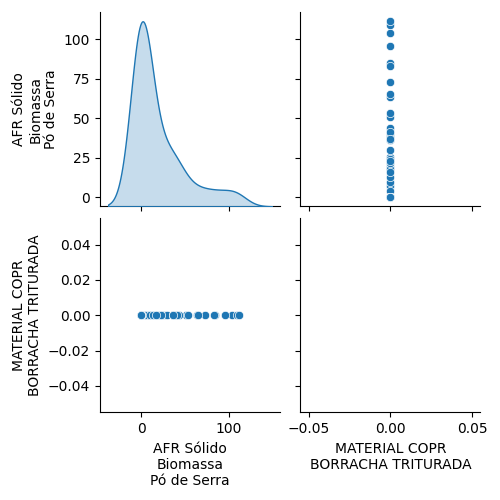 100
75
50
25
0
AFR Sólido
Biomassa
Pó de Serra
0.04
0.02
0.00
−0.02
−0.04
MATERIAL COPR
BORRACHA TRITURADA
0
100
AFR Sólido
Biomassa
Pó de Serra
−0.05
0.00
0.05
MATERIAL COPR
BORRACHA TRITURADA